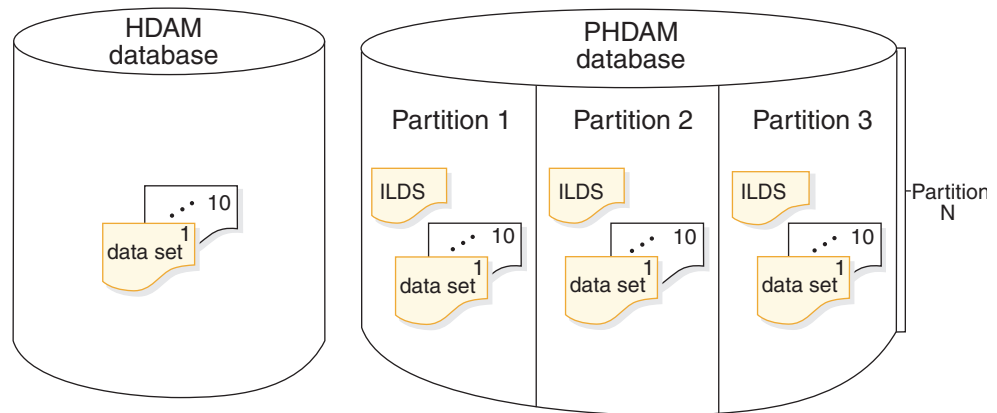 HDAM
database
10
1
data set
PHDAM
database
Partition 1
Partition 2
Partition 3
ILDS
10
1
data set
ILDS
10
1
data set
ILDS
10
1
data set
Partition
N